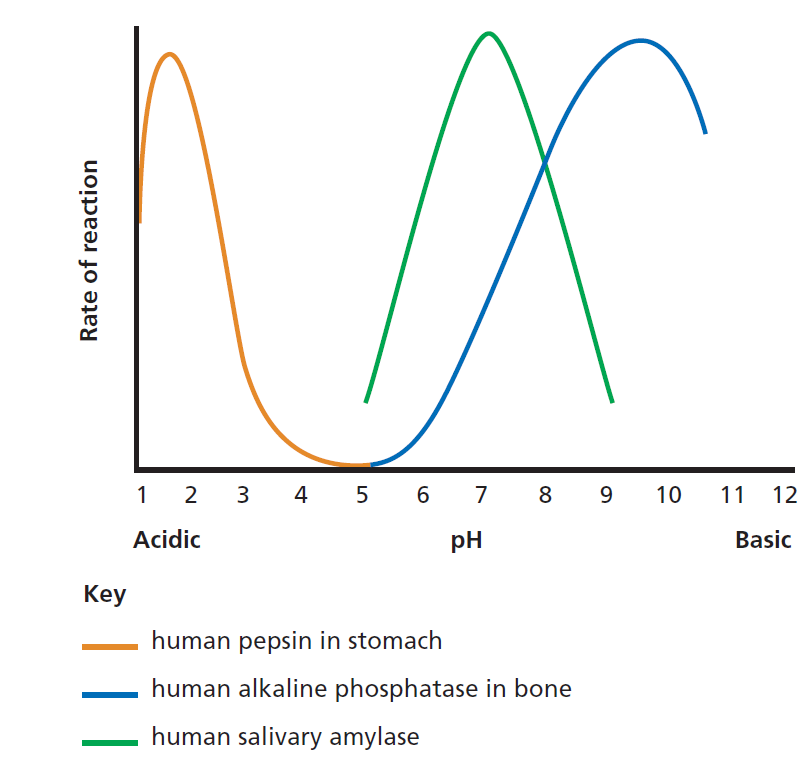 Rate of reaction
1 2 3 4 5 6 7 8 9 10 11 12
Acidic pH Basic
Key
human pepsin in stomach
human alkaline phosphatase in bone
human salivary amylase